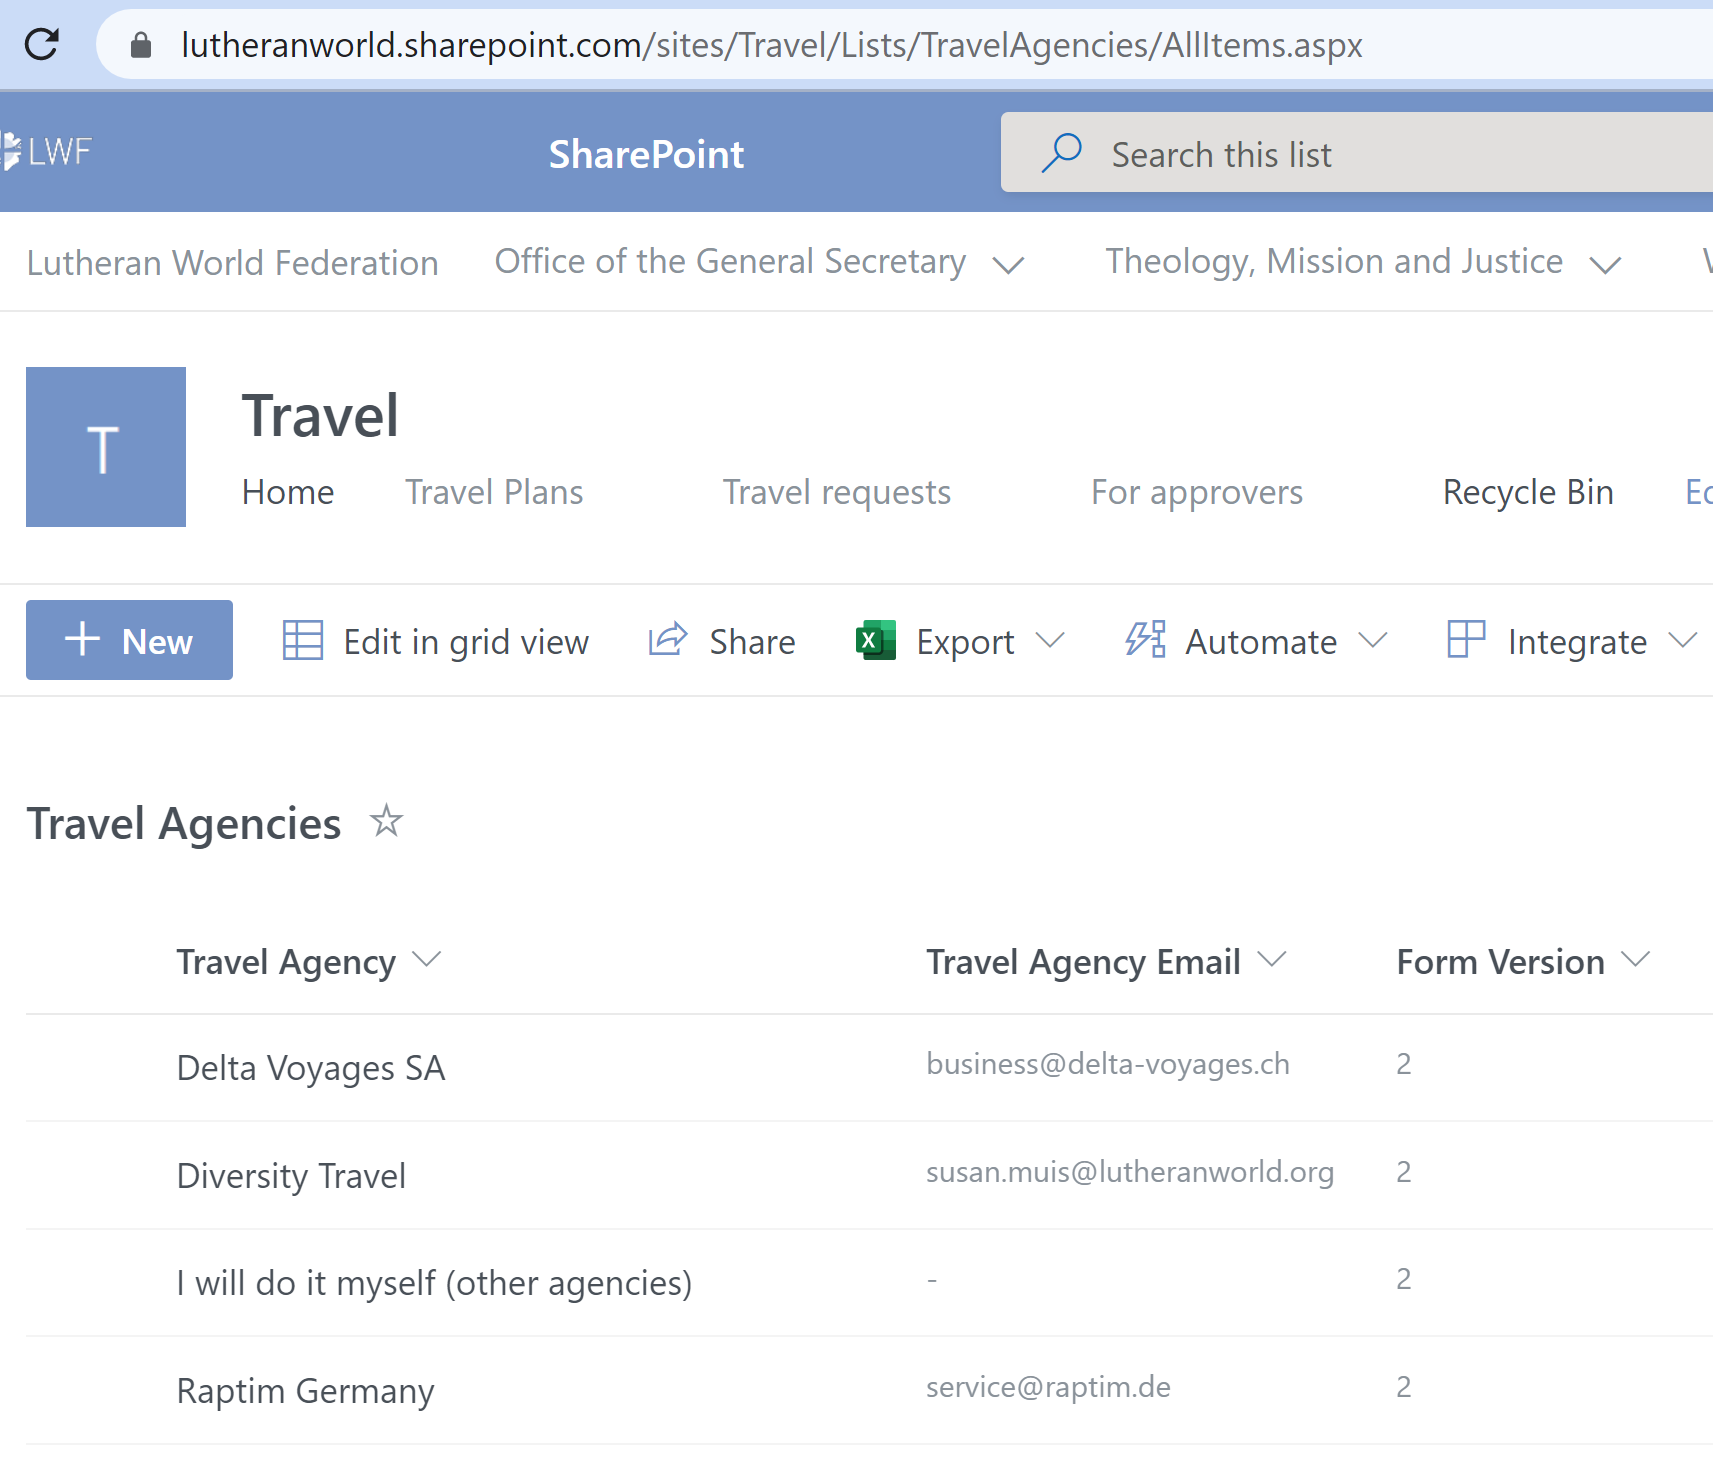 lutheranworld.sharepoint.com/sites/Travel/Lists/TravelAgencies/AllItems.aspx
LWF SharePoint Search this list
Lutheran World Federation Office of the General Secretary Theology, Mission and Justice
T
Travel
Home Travel Plans Travel requests For approvers Recycle Bin
+ New Edit in grid view Share Export Automate Integrate
Travel Agencies
Travel Agency Travel Agency Email Form Version
Delta Voyages SA business@delta-voyages.ch 2
Diversity Travel susan.muis@lutheranworld.org 2
I will do it myself (other agencies) - 2
Raptim Germany service@raptim.de 2